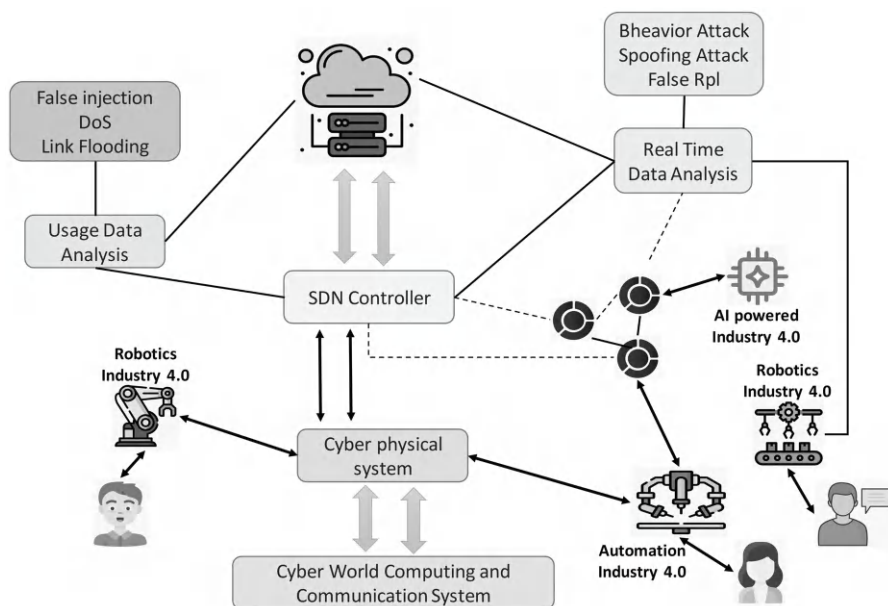 Bheavior Attack
Spoofing Attack
False Rpl
False injection
DoS
Link Flooding
Real Time
Data Analysis
Usage Data
Analysis
SDN Controller
AI powered
Industry 4.0
Robotics
Industry 4.0
Robotics
Industry 4.0
Cyber physical
system
Automation
Industry 4.0
Cyber World Computing and
Communication System